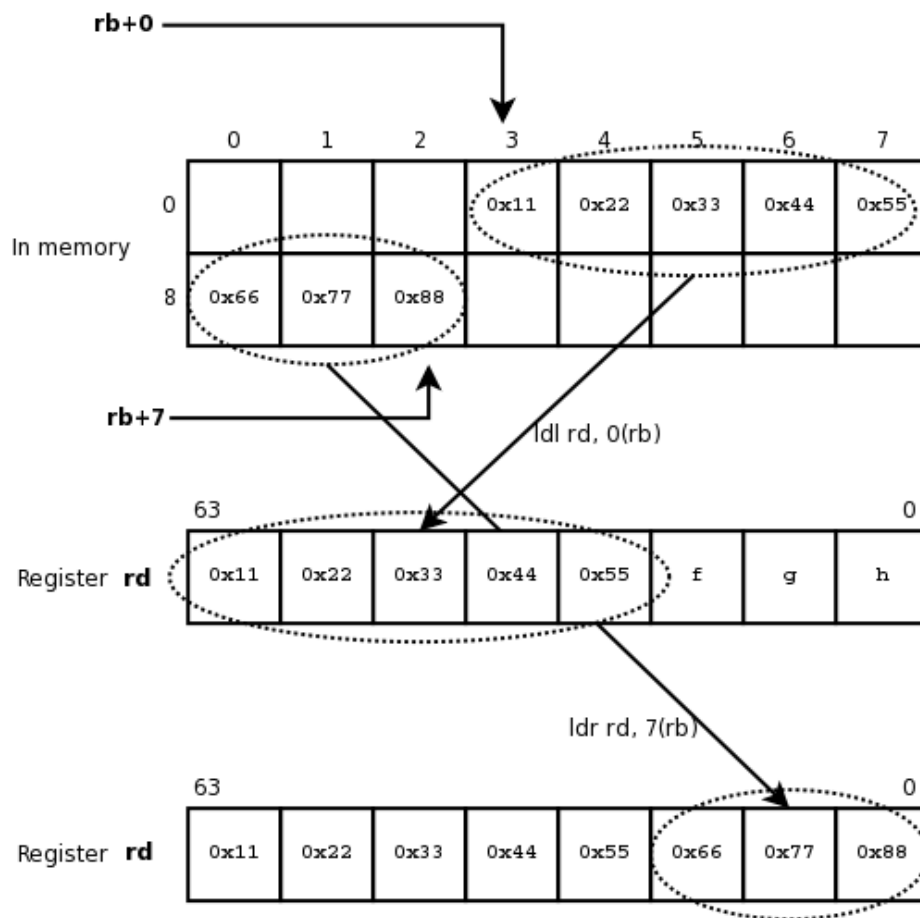 rb+0
0 1 2 3 4 5 6 7
0 0x11 0x22 0x33 0x44 0x55
In memory
8 0x66 0x77 0x88
rb+7
ldl rd, 0(rb)
63 0
Register rd 0x11 0x22 0x33 0x44 0x55 f g h
ldr rd, 7(rb)
63 0
Register rd 0x11 0x22 0x33 0x44 0x55 0x66 0x77 0x88